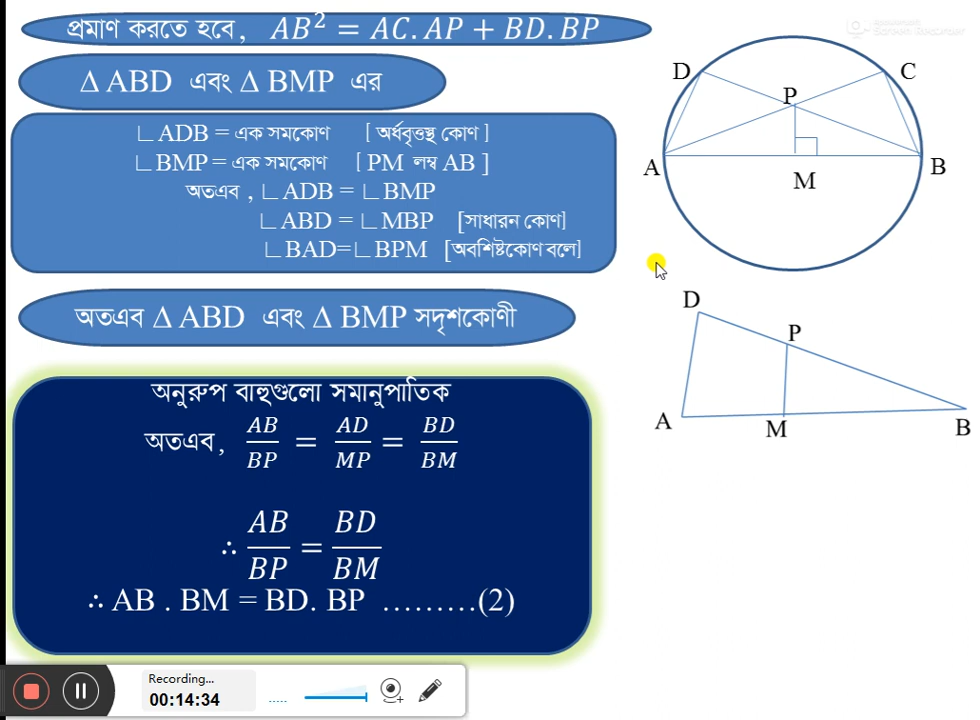 প্রমাণ করতে হবে, AB² = AC. AP + BD. BP
Δ ABD এবং Δ BMP এর
∟ADB = এক সমকোণ [ অর্ধবৃত্তস্থ কোণ ]
∟BMP = এক সমকোণ [ PM লম্ব AB ]
অতএব , ∟ADB = ∟BMP
∟ABD = ∟MBP [সাধারন কোণ]
∟BAD=∟BPM [অবশিষ্টকোণ বলে]
অতএব Δ ABD এবং Δ BMP সদৃশকোণী
অনুরুপ বাহুগুলো সমানুপাতিক
অতএব, AB/BP = AD/MP = BD/BM
∴ AB/BP = BD/BM
∴ AB . BM = BD. BP ………(2)
D
C
P
A
B
M
D
P
A
M
B
Screen Recorder
Recording...
00:14:34